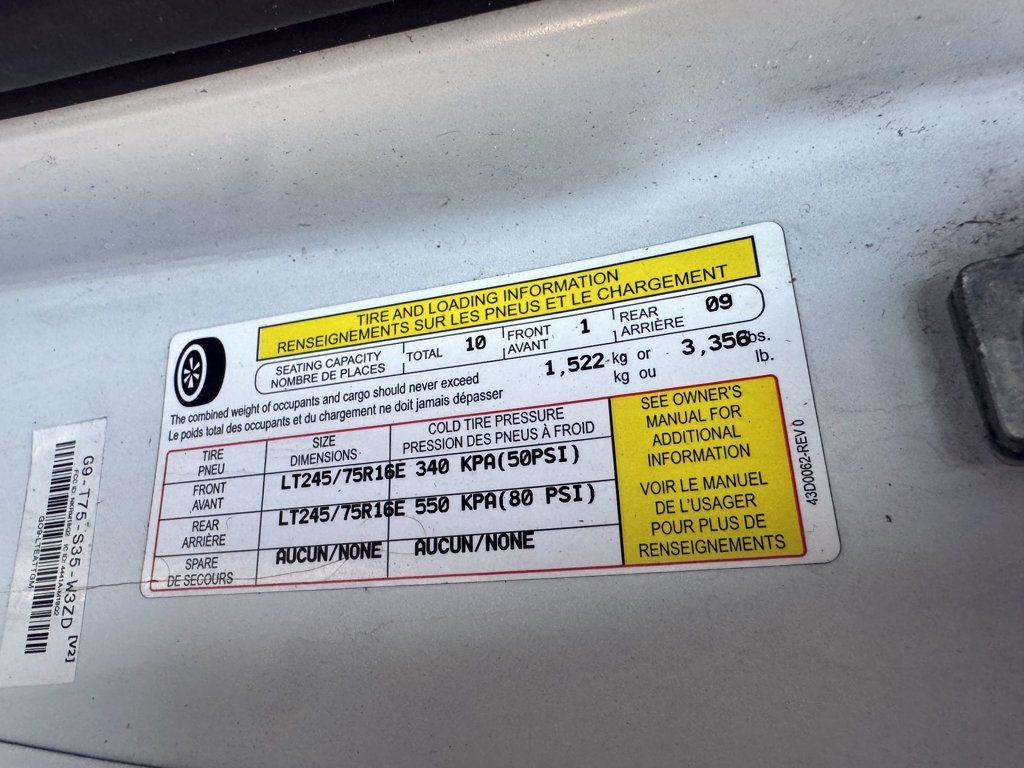 TIRE AND LOADING INFORMATION
RENSEIGNEMENTS SUR LES PNEUS ET LE CHARGEMENT
SEATING CAPACITY
NOMBRE DE PLACES
TOTAL 10
FRONT
AVANT
1
REAR
ARRIÈRE
09
The combined weight of occupants and cargo should never exceed
Le poids total des occupants et du chargement ne doit jamais dépasser
1,522 kg or 3,356 lbs.
kg ou lb.
TIRE
PNEU
SIZE
DIMENSIONS
COLD TIRE PRESSURE
PRESSION DES PNEUS À FROID
FRONT
AVANT
LT245/75R16E 340 KPA(50PSI)
REAR
ARRIÈRE
LT245/75R16E 550 KPA(80 PSI)
SPARE
DE SECOURS
AUCUN/NONE AUCUN/NONE
SEE OWNER'S
MANUAL FOR
ADDITIONAL
INFORMATION
VOIR LE MANUEL
DE L'USAGER
POUR PLUS DE
RENSEIGNEMENTS
43D0062-REV 0
G9-T75-S35-W3ZD [V2]